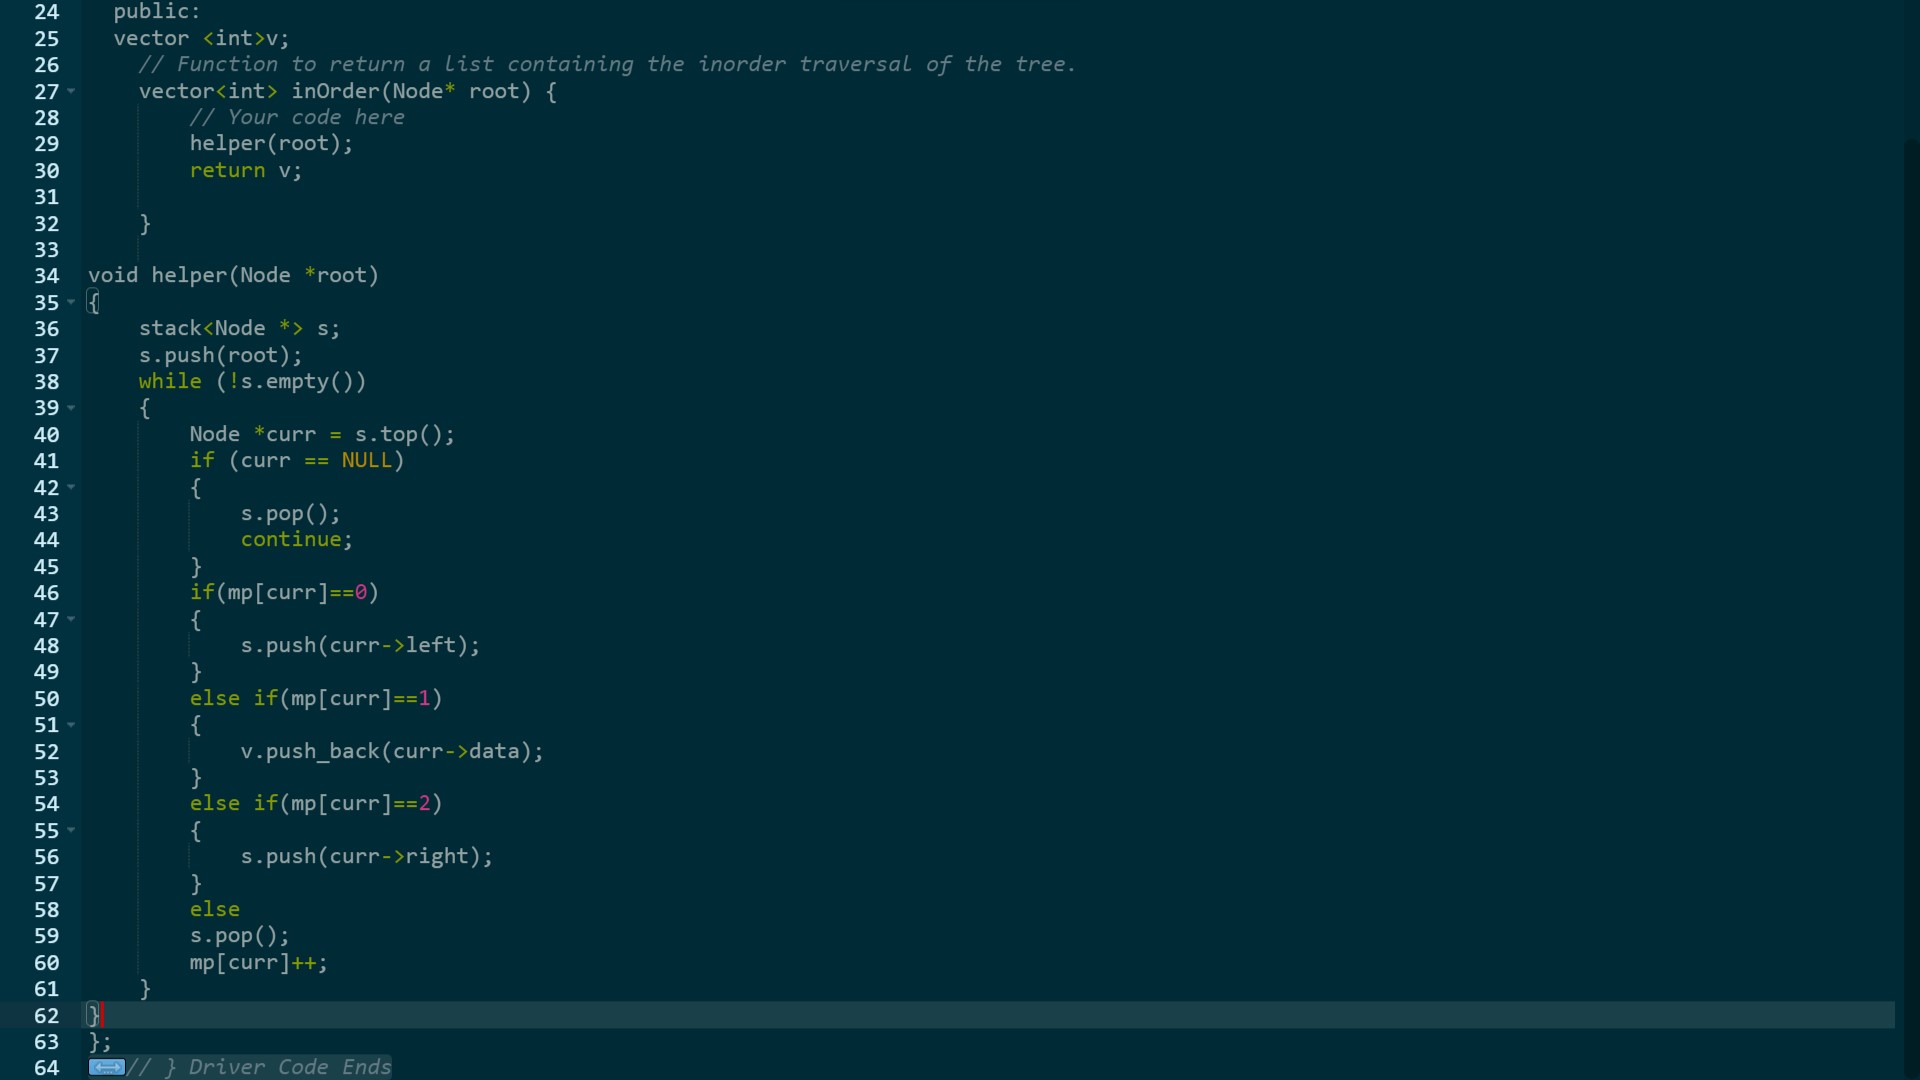 24 public:
25 vector <int>v;
26 // Function to return a list containing the inorder traversal of the tree.
27 vector<int> inOrder(Node* root) {
28 // Your code here
29 helper(root);
30 return v;
31
32 }
33
34 void helper(Node *root)
35 {
36 stack<Node *> s;
37 s.push(root);
38 while (!s.empty())
39 {
40 Node *curr = s.top();
41 if (curr == NULL)
42 {
43 s.pop();
44 continue;
45 }
46 if(mp[curr]==0)
47 {
48 s.push(curr->left);
49 }
50 else if(mp[curr]==1)
51 {
52 v.push_back(curr->data);
53 }
54 else if(mp[curr]==2)
55 {
56 s.push(curr->right);
57 }
58 else
59 s.pop();
60 mp[curr]++;
61 }
62 }
63 };
64 // } Driver Code Ends